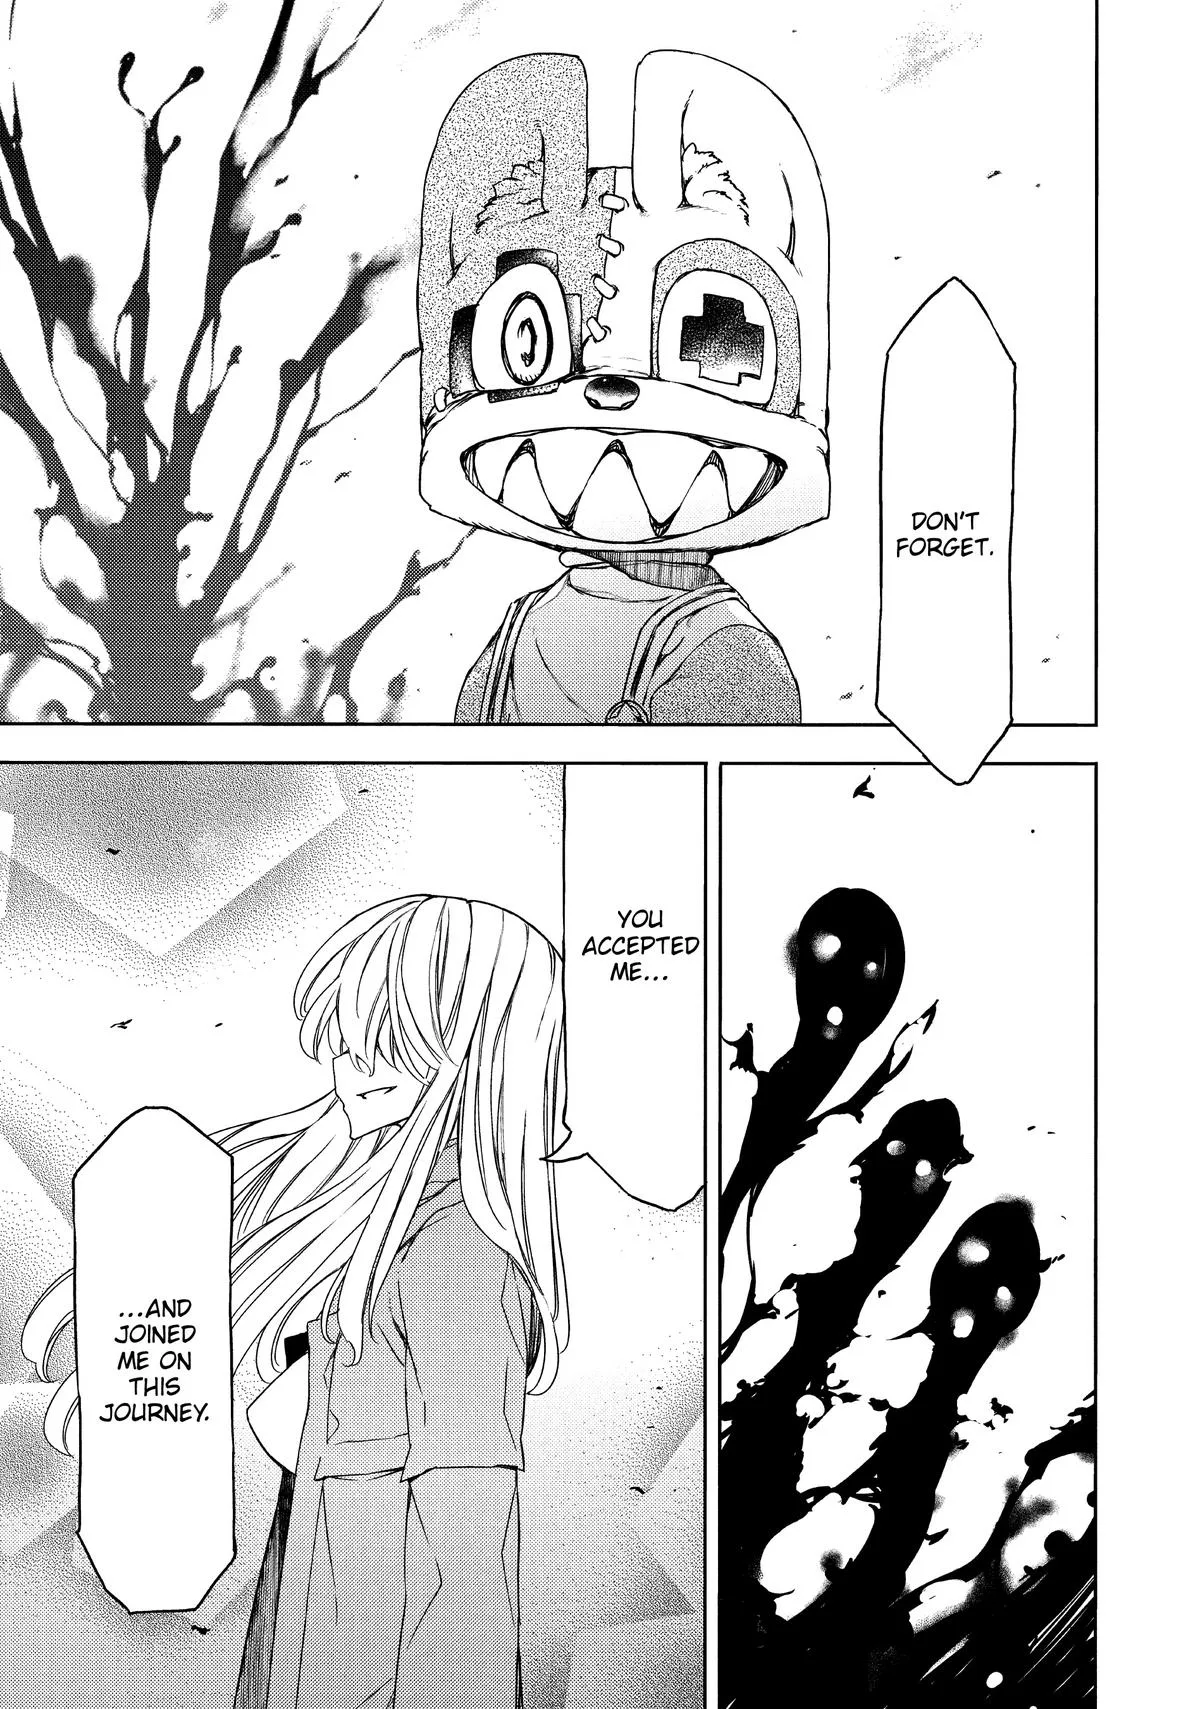 DON'T
FORGET.
YOU
ACCEPTED
ME...
...AND
JOINED
ME ON
THIS
JOURNEY.